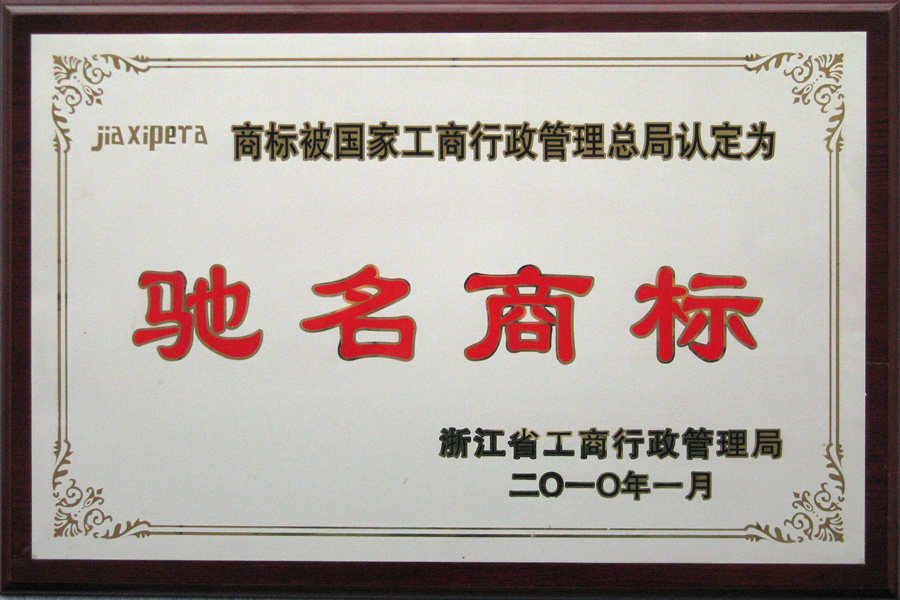 jiaxipera 商标被国家工商行政管理总局认定为
驰名商标
浙江省工商行政管理局
二〇一〇年一月